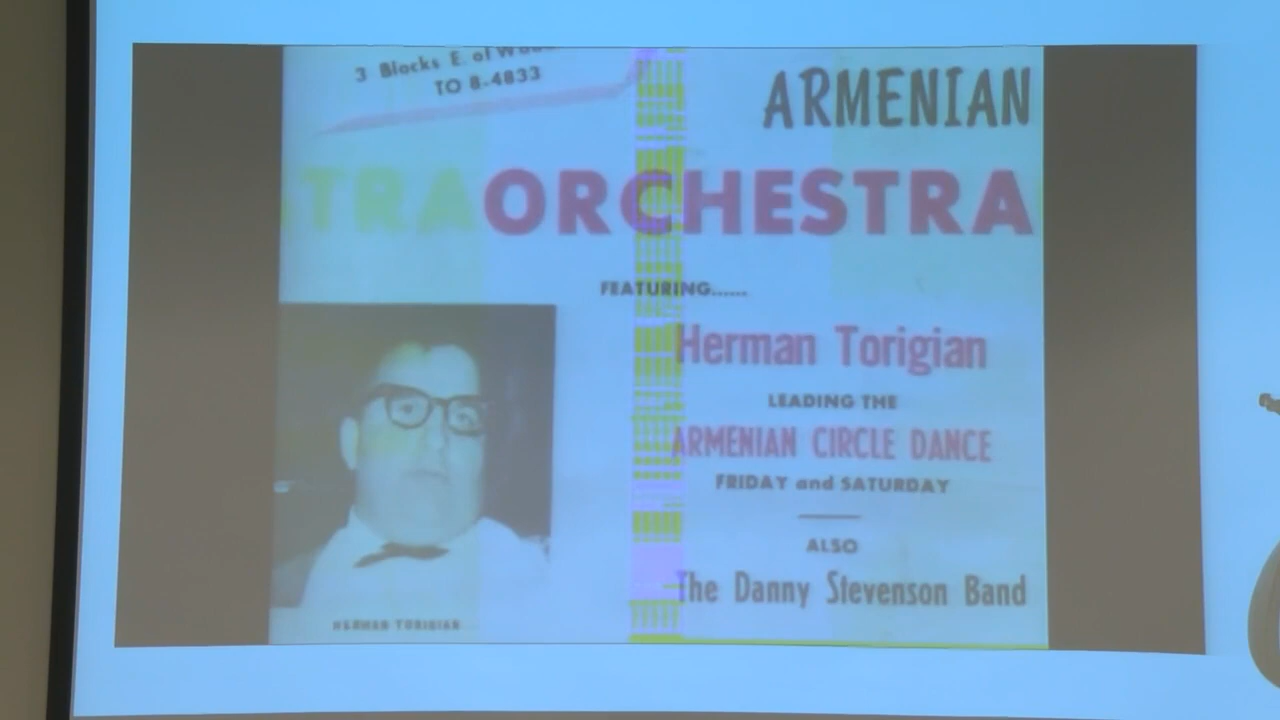 3 Blocks E. of
TO 8-4833
ARMENIAN
TRAORCHESTRA
FEATURING......
Herman Torigian
LEADING THE
ARMENIAN CIRCLE DANCE
FRIDAY and SATURDAY
ALSO
The Danny Stevenson Band
HERMAN TORIGIAN